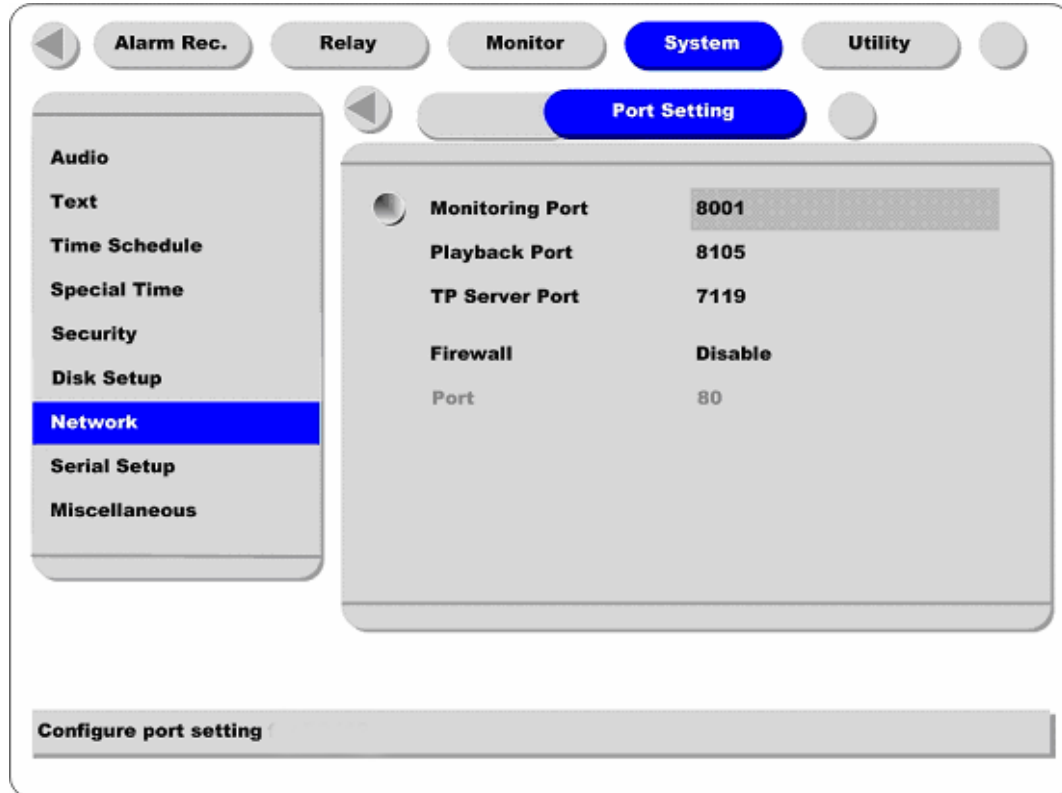 Alarm Rec. Relay Monitor System Utility
Port Setting
Audio
Text
Time Schedule
Special Time
Security
Disk Setup
Network
Serial Setup
Miscellaneous
Monitoring Port 8001
Playback Port 8105
TP Server Port 7119
Firewall Disable
Port 80
Configure port setting